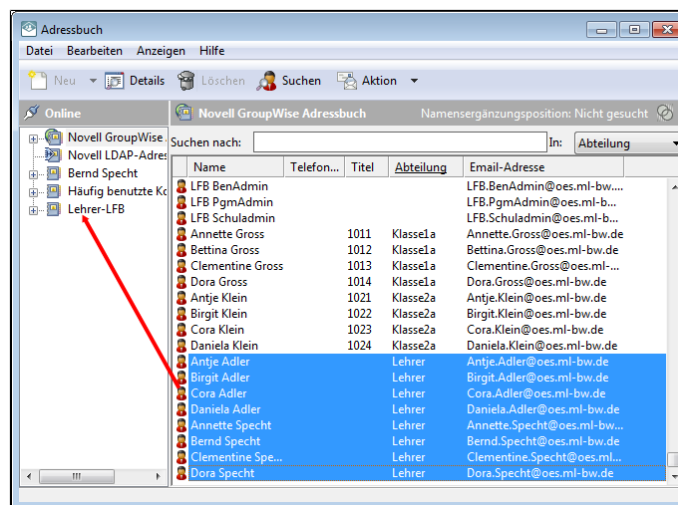 Adressbuch
Datei Bearbeiten Anzeigen Hilfe
Neu Details Löschen Suchen Aktion
Online
Novell GroupWise Adressbuch Namensergänzungsposition: Nicht gesucht
Novell GroupWise
Novell LDAP-Adres
Bernd Specht
Häufig benutzte Ko
Lehrer-LFB
Suchen nach: In: Abteilung
Name Telefon... Titel Abteilung Email-Adresse
LFB BenAdmin LFB.BenAdmin@oes.ml-bw....
LFB PgmAdmin LFB.PgmAdmin@oes.ml-b...
LFB Schuladmin LFB.Schuladmin@oes.ml-b...
Annette Gross 1011 Klasse1a Annette.Gross@oes.ml-bw.de
Bettina Gross 1012 Klasse1a Bettina.Gross@oes.ml-bw.de
Clementine Gross 1013 Klasse1a Clementine.Gross@oes.ml-...
Dora Gross 1014 Klasse1a Dora.Gross@oes.ml-bw.de
Antje Klein 1021 Klasse2a Antje.Klein@oes.ml-bw.de
Birgit Klein 1022 Klasse2a Birgit.Klein@oes.ml-bw.de
Cora Klein 1023 Klasse2a Cora.Klein@oes.ml-bw.de
Daniela Klein 1024 Klasse2a Daniela.Klein@oes.ml-bw.de
Antje Adler Lehrer Antje.Adler@oes.ml-bw.de
Birgit Adler Lehrer Birgit.Adler@oes.ml-bw.de
Cora Adler Lehrer Cora.Adler@oes.ml-bw.de
Daniela Adler Lehrer Daniela.Adler@oes.ml-bw.de
Annette Specht Lehrer Annette.Specht@oes.ml-bw...
Bernd Specht Lehrer Bernd.Specht@oes.ml-bw.de
Clementine Spe... Lehrer Clementine.Specht@oes.ml...
Dora Specht Lehrer Dora.Specht@oes.ml-bw.de